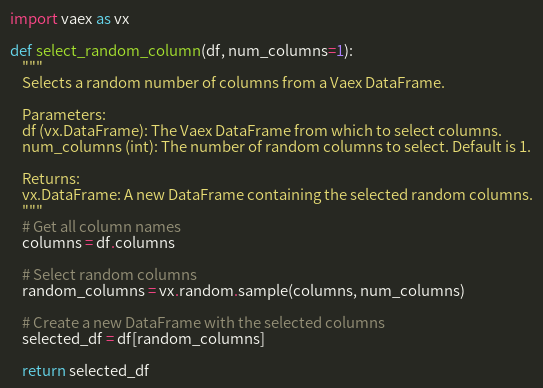 import vaex as vx
def select_random_column(df, num_columns=1):
"""
Selects a random number of columns from a Vaex DataFrame.
Parameters:
df (vx.DataFrame): The Vaex DataFrame from which to select columns.
num_columns (int): The number of random columns to select. Default is 1.
Returns:
vx.DataFrame: A new DataFrame containing the selected random columns.
"""
# Get all column names
columns = df.columns
# Select random columns
random_columns = vx.random.sample(columns, num_columns)
# Create a new DataFrame with the selected columns
selected_df = df[random_columns]
return selected_df